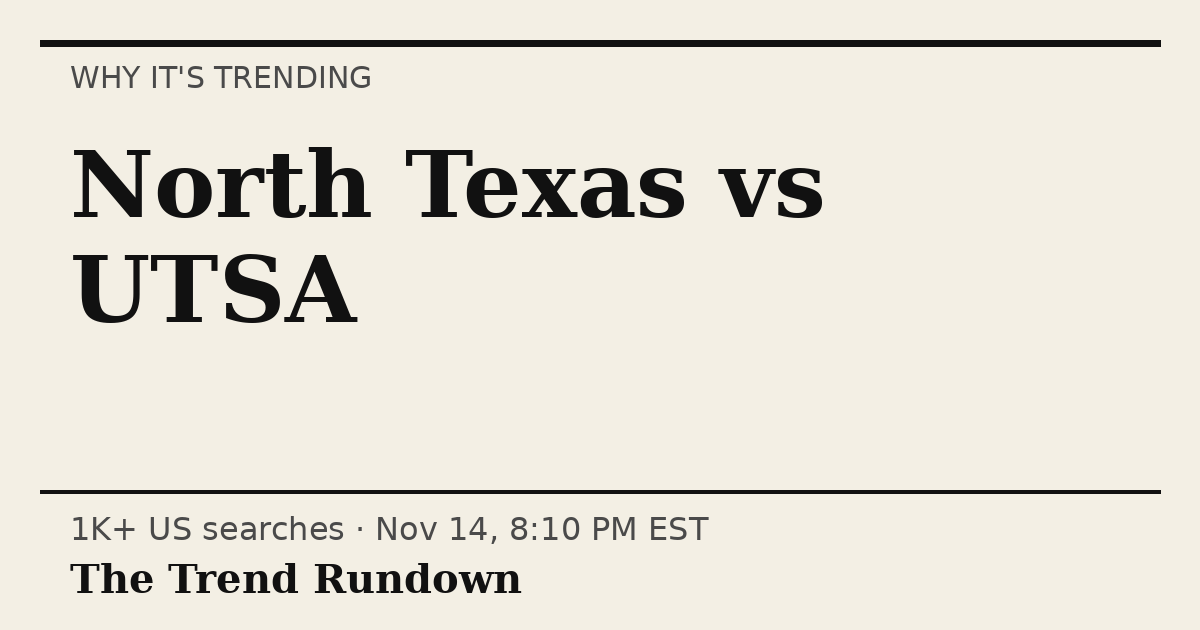 WHY IT'S TRENDING
North Texas vs
UTSA
1K+ US searches · Nov 14, 8:10 PM EST
The Trend Rundown